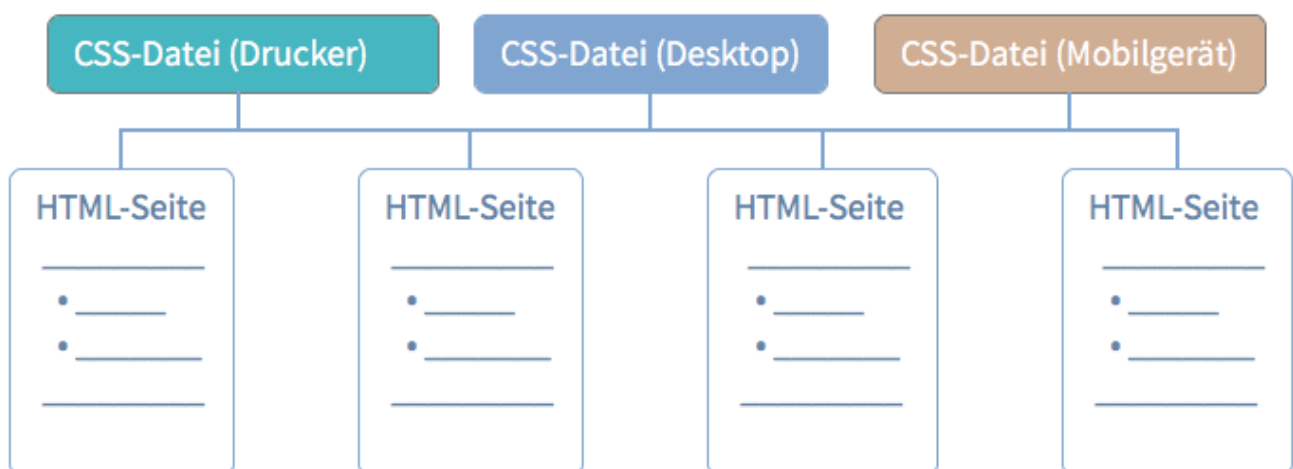 CSS-Datei (Drucker)
CSS-Datei (Desktop)
CSS-Datei (Mobilgerät)
HTML-Seite
HTML-Seite
HTML-Seite
HTML-Seite